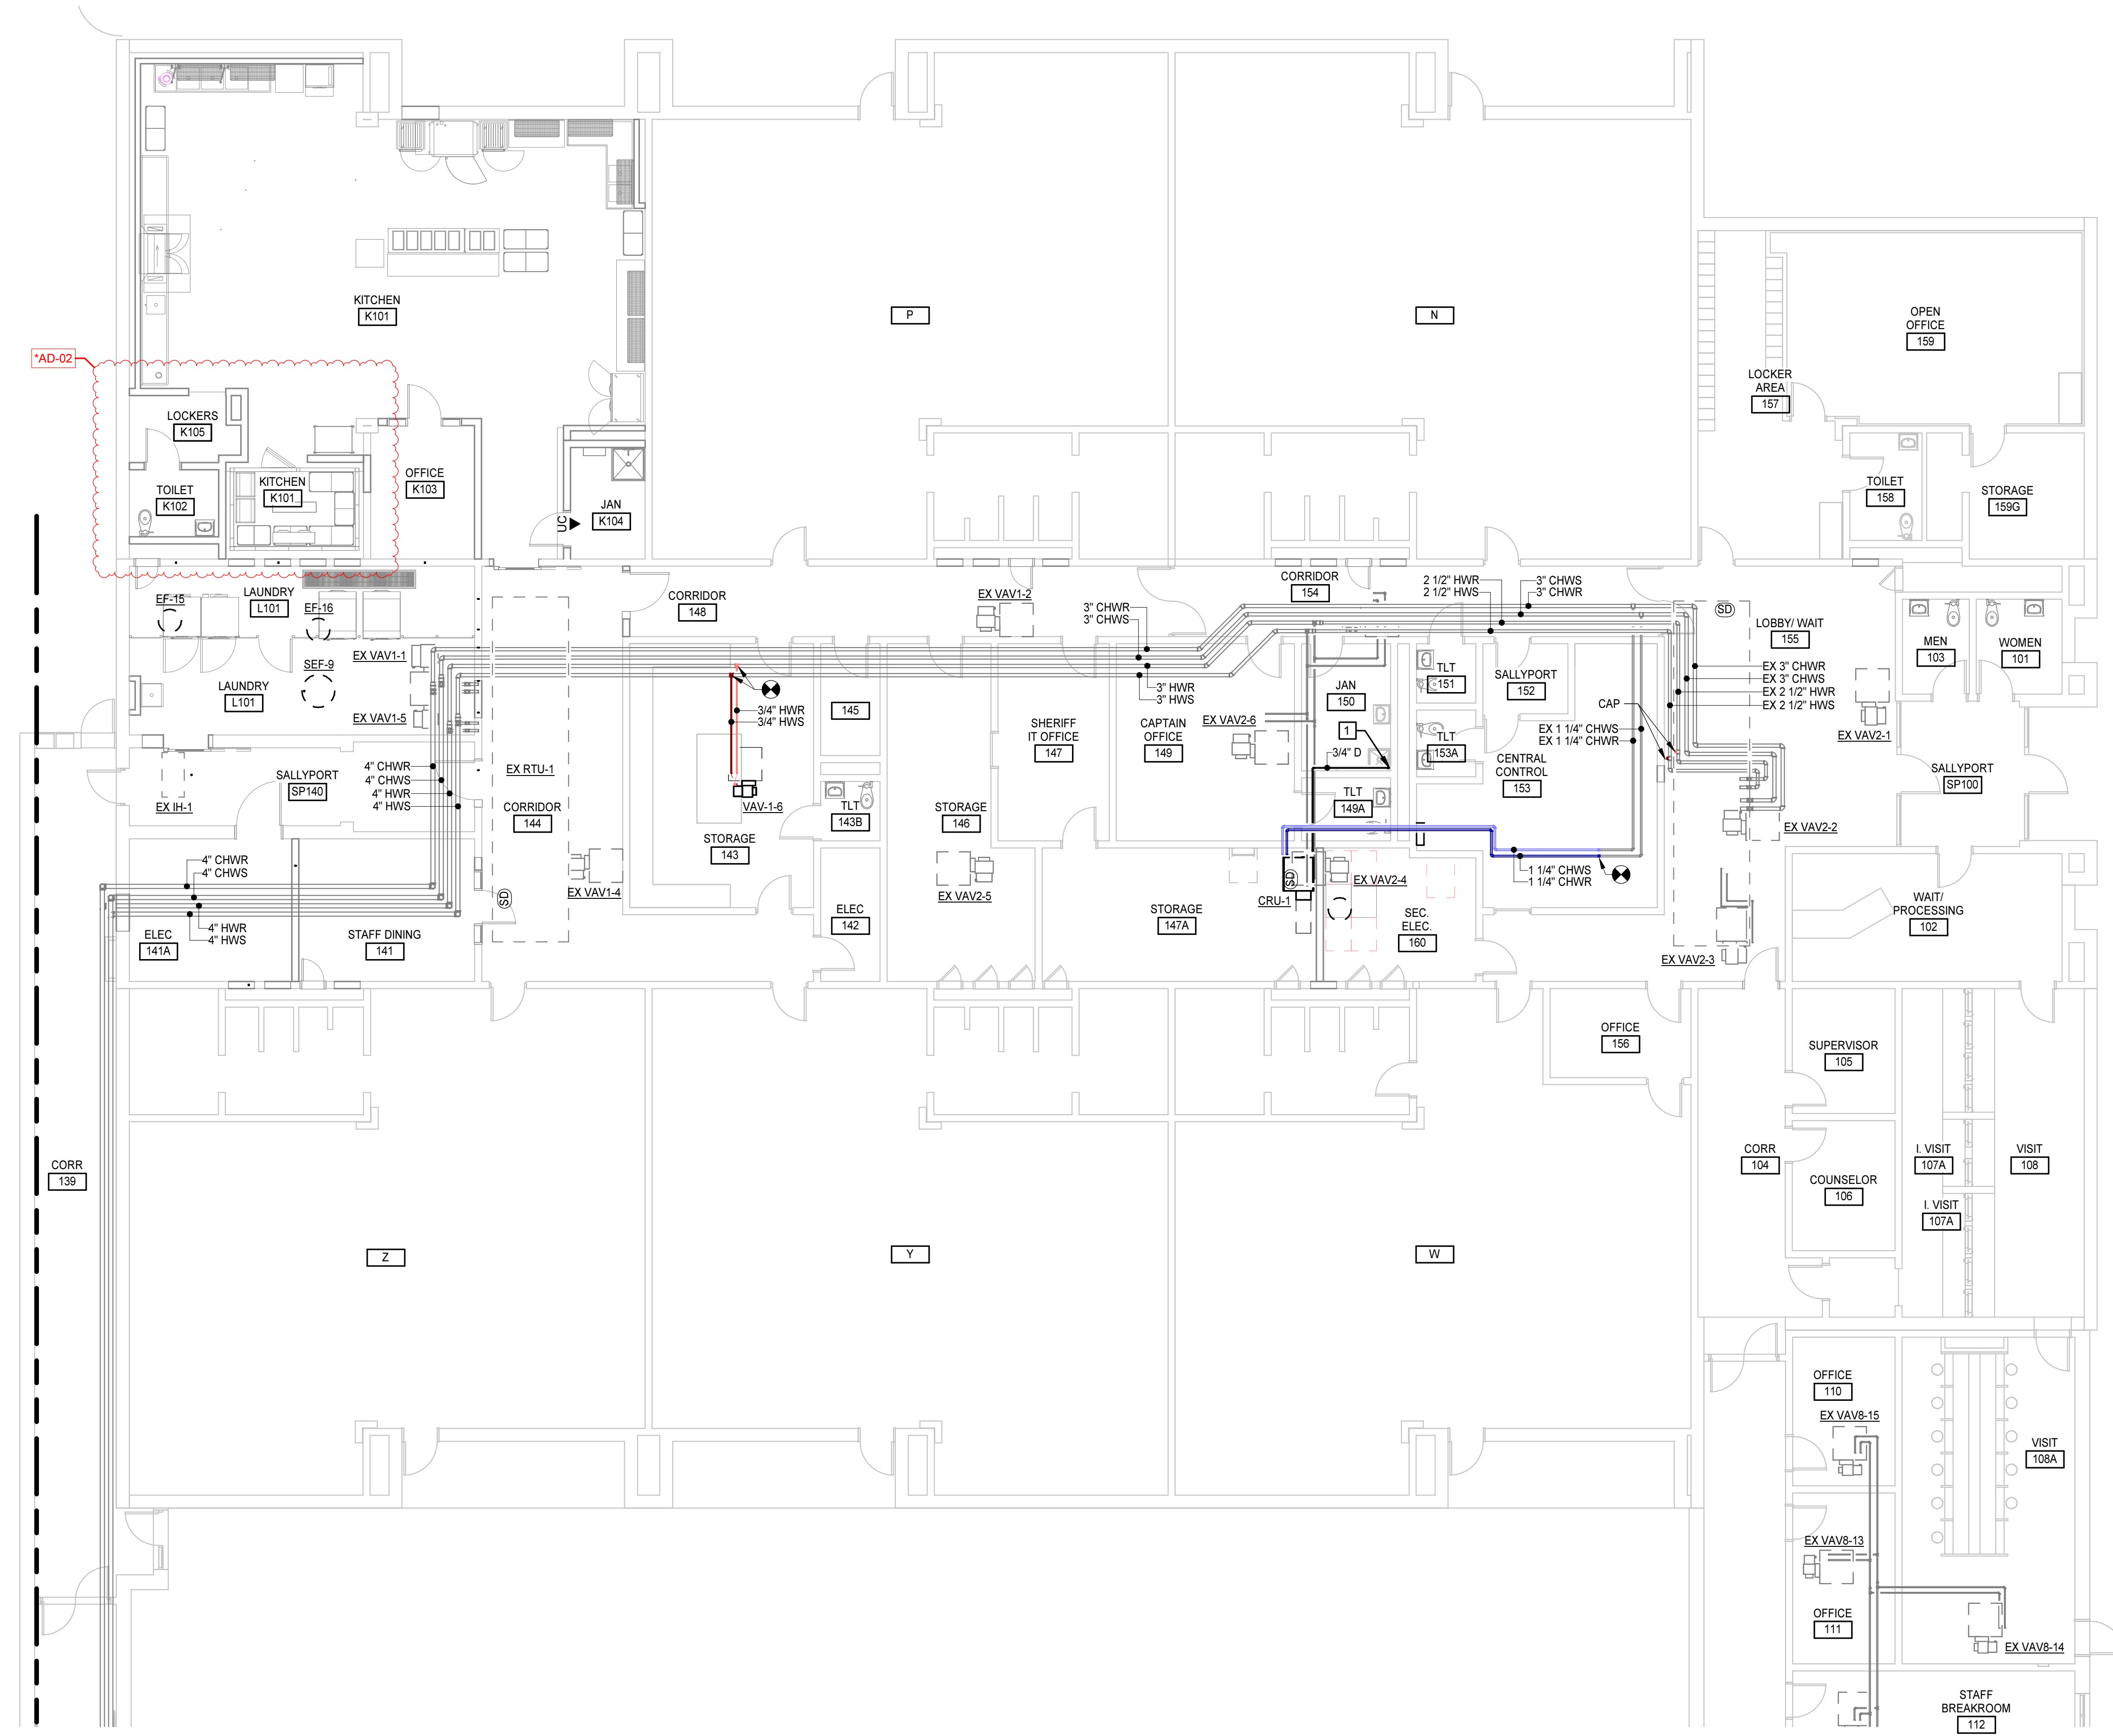 KITCHEN
K101
P
N
OPEN
OFFICE
159
*AD-02
LOCKER
AREA
157
LOCKERS
K105
OFFICE
K103
TOILET
K102
KITCHEN
K101
JAN
K104
UC
TOILET
158
STORAGE
159G
EF-15
LAUNDRY
L101
EF-16
CORRIDOR
148
EX VAV1-2
CORRIDOR
154
3" CHWR
3" CHWS
2 1/2" HWR
2 1/2" HWS
3" CHWS
3" CHWR
SD
LOBBY/ WAIT
155
MEN
103
WOMEN
101
EX VAV1-1
SEF-9
LAUNDRY
L101
EX VAV1-5
3/4" HWR
3/4" HWS
145
3" HWR
3" HWS
SHERIFF
IT OFFICE
147
CAPTAIN
OFFICE
149
EX VAV2-6
JAN
150
1
3/4" D
TLT
151
TLT
153A
SALLYPORT
152
CAP
EX 1 1/4" CHWS
EX 1 1/4" CHWR
CENTRAL
CONTROL
153
EX 3" CHWR
EX 3" CHWS
EX 2 1/2" HWR
EX 2 1/2" HWS
EX VAV2-1
SALLYPORT
SP100
SALLYPORT
SP140
EX IH-1
4" CHWR
4" CHWS
4" HWR
4" HWS
EX RTU-1
CORRIDOR
144
VAV-1-6
STORAGE
143
TLT
143B
STORAGE
146
TLT
149A
EX VAV2-2
4" CHWR
4" CHWS
SD
EX VAV1-4
EX VAV2-5
SD
CRU-1
EX VAV2-4
1 1/4" CHWS
1 1/4" CHWR
4" HWR
4" HWS
ELEC
141A
STAFF DINING
141
ELEC
142
STORAGE
147A
SEC.
ELEC.
160
EX VAV2-3
WAIT/
PROCESSING
102
OFFICE
156
SUPERVISOR
105
CORR
139
CORR
104
I. VISIT
107A
VISIT
108
COUNSELOR
106
I. VISIT
107A
Z
Y
W
OFFICE
110
EX VAV8-15
VISIT
108A
EX VAV8-13
OFFICE
111
EX VAV8-14
STAFF
BREAKROOM
112